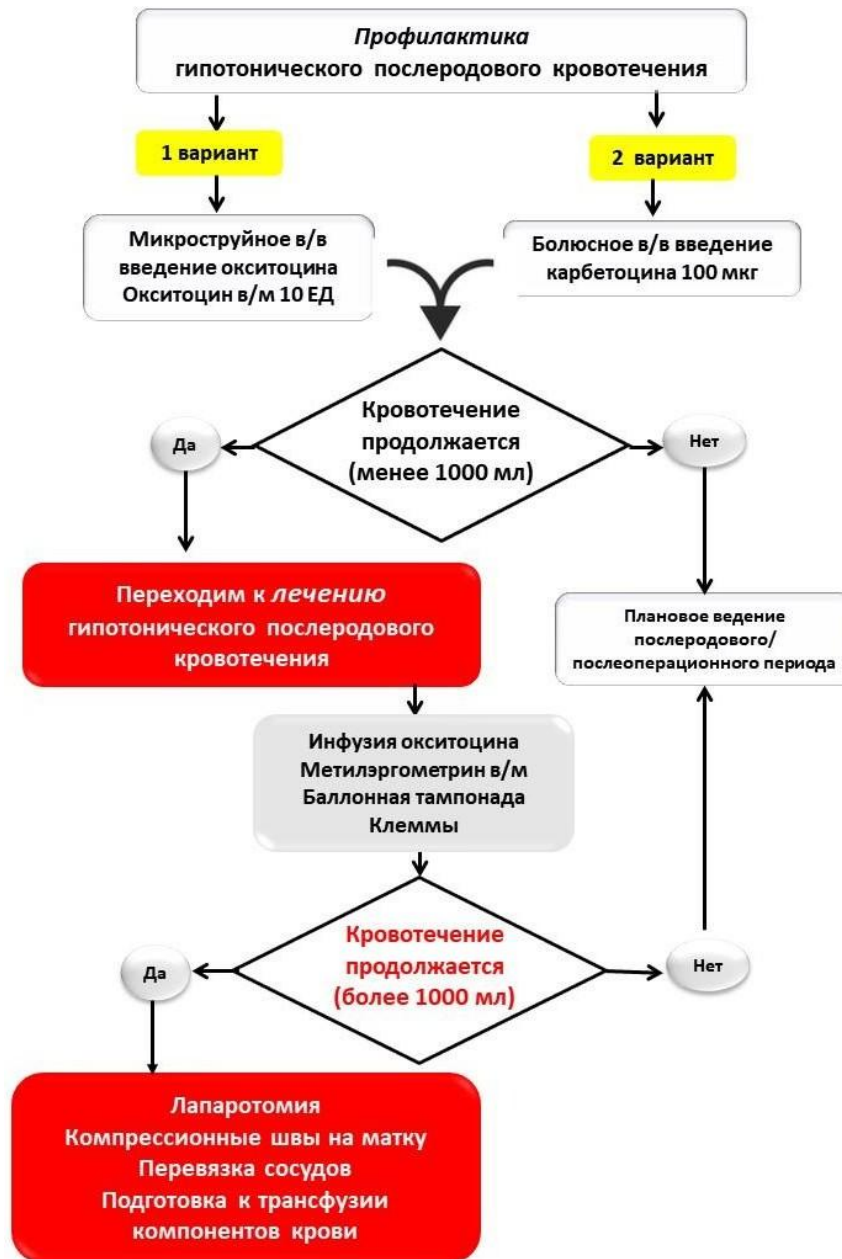 Профилактика
гипотонического послеродового кровотечения
1 вариант
2 вариант
Микроструйное в/в
введение окситоцина
Окситоцин в/м 10 ЕД
Болюсное в/в введение
карбетоцина 100 мкг
Кровотечение
продолжается
(менее 1000 мл)
Да
Нет
Переходим к лечению
гипотонического послеродового
кровотечения
Плановое ведение
послеродового/
послеоперационного периода
Инфузия окситоцина
Метилэргометрин в/м
Баллонная тампонада
Клеммы
Кровотечение
продолжается
(более 1000 мл)
Да
Нет
Лапаротомия
Компрессионные швы на матку
Перевязка сосудов
Подготовка к трансфузии
компонентов крови